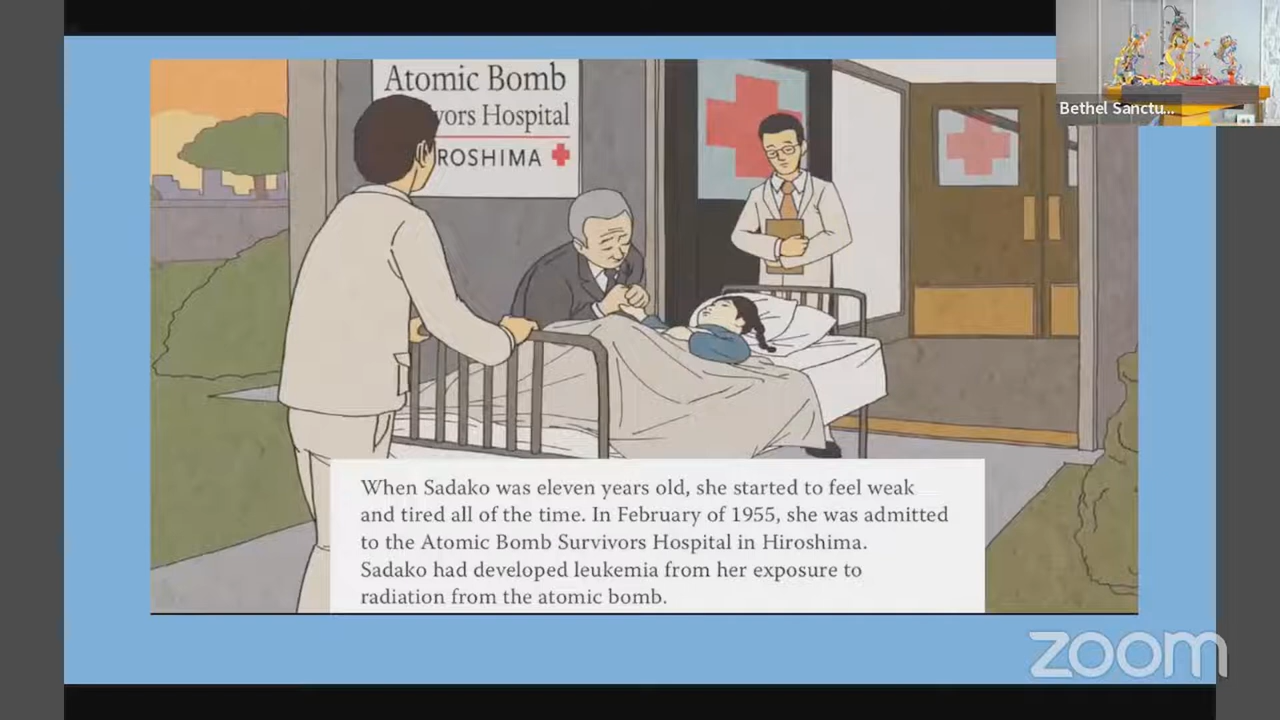 Atomic Bomb
vors Hospital
ROSHIMA
Bethel Sanctu...
When Sadako was eleven years old, she started to feel weak
and tired all of the time. In February of 1955, she was admitted
to the Atomic Bomb Survivors Hospital in Hiroshima.
Sadako had developed leukemia from her exposure to
radiation from the atomic bomb.
zoom